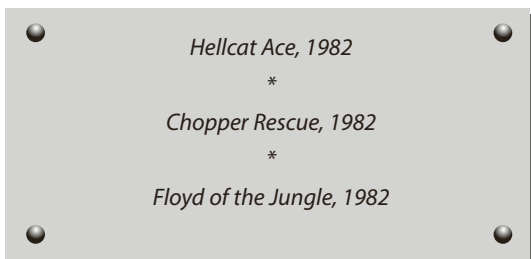 Hellcat Ace, 1982
*
Chopper Rescue, 1982
*
Floyd of the Jungle, 1982